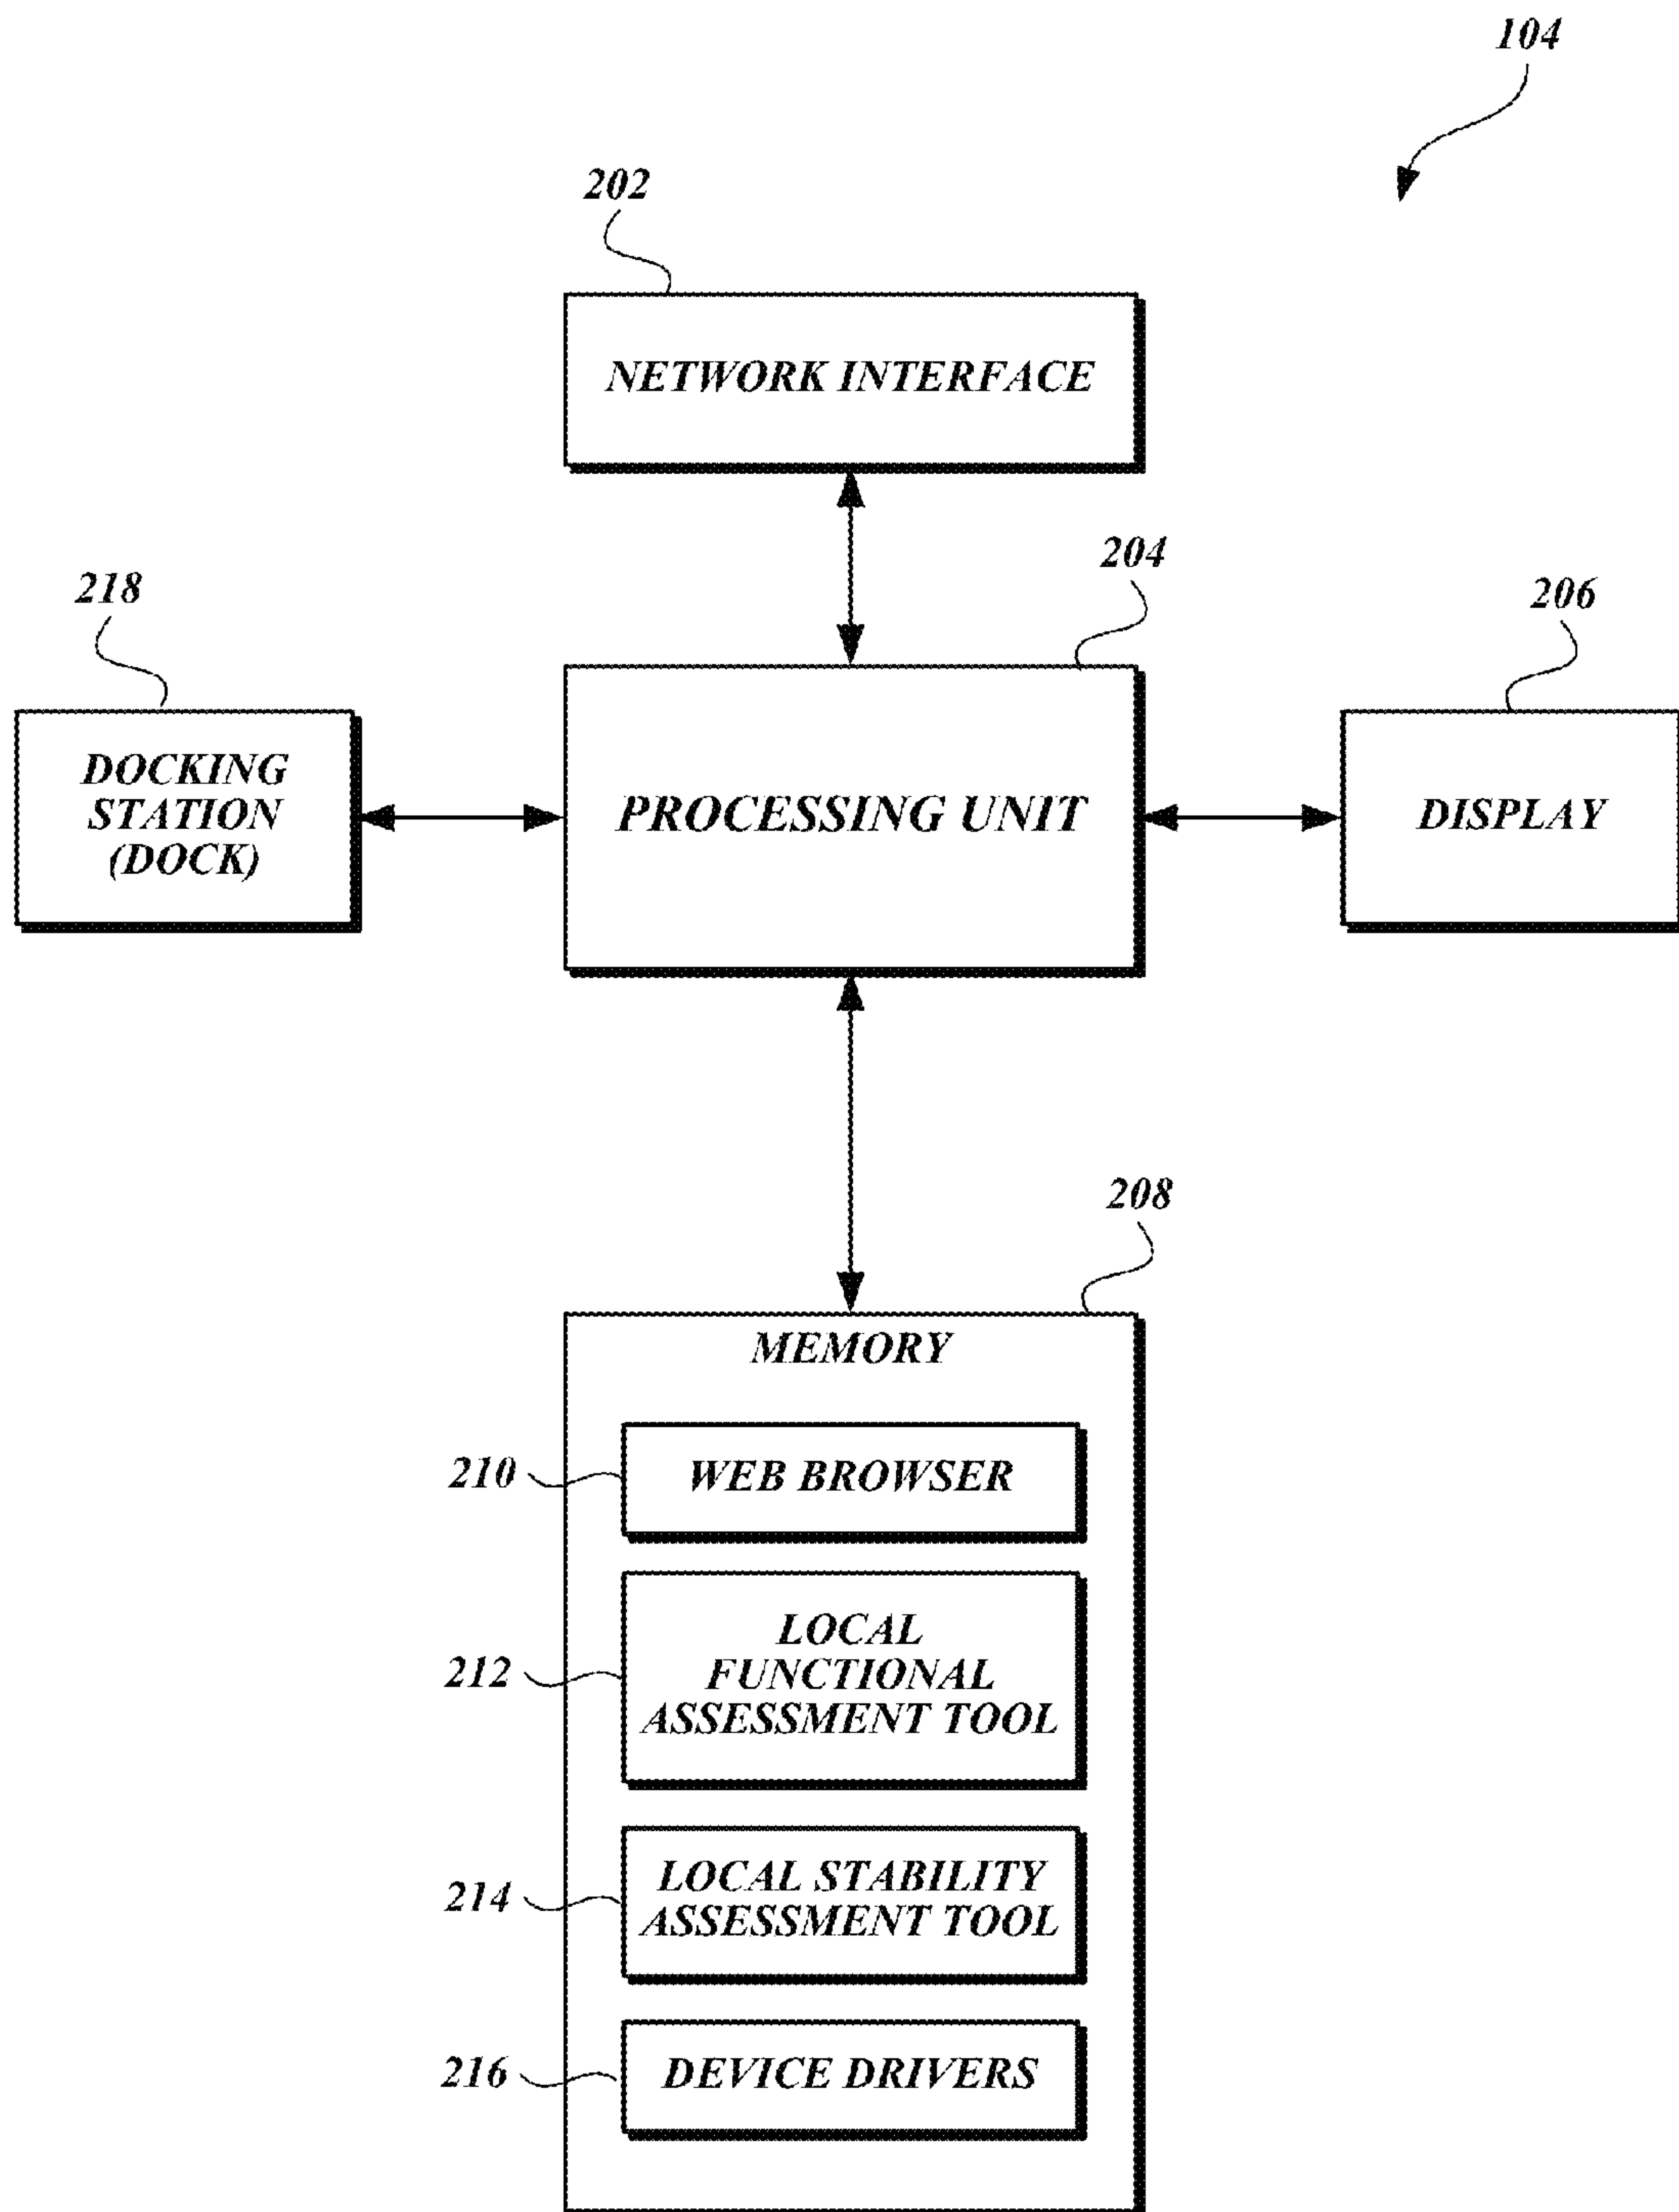 104
202
NETWORK INTERFACE
204
218
206
DOCKING
STATION
(DOCK)
PROCESSING UNIT
DISPLAY
208
MEMORY
210
WEB BROWSER
212
LOCAL
FUNCTIONAL
ASSESSMENT TOOL
214
LOCAL STABILITY
ASSESSMENT TOOL
216
DEVICE DRIVERS